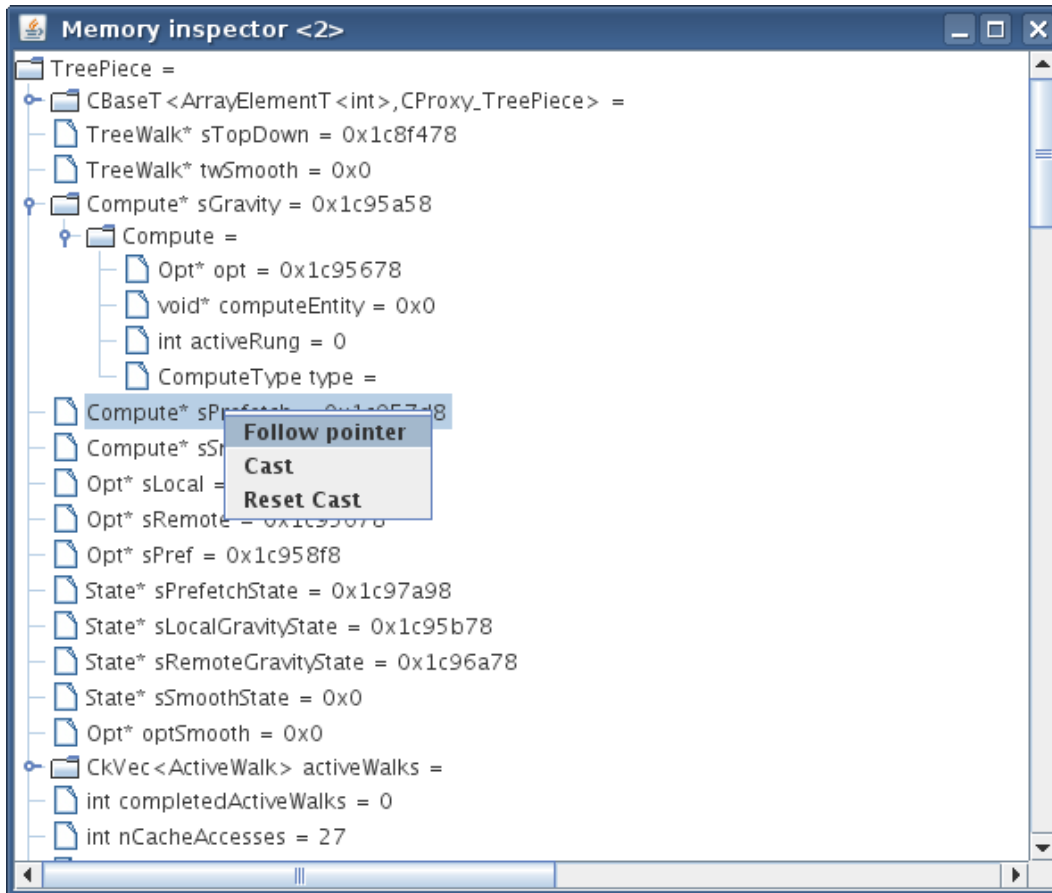 Memory inspector <2>
TreePiece =
CBaseT<ArrayElementT<int>,CProxy_TreePiece> =
TreeWalk* sTopDown = 0x1c8f478
TreeWalk* twSmooth = 0x0
Compute* sGravity = 0x1c95a58
Compute =
Opt* opt = 0x1c95678
void* computeEntity = 0x0
int activeRung = 0
ComputeType type =
Compute* sPrefetch = 0x1c957d8
Follow pointer
Compute*
Cast
Opt* sLocal =
Reset Cast
Opt* sRemote = 0x1c95678
Opt* sPref = 0x1c958f8
State* sPrefetchState = 0x1c97a98
State* sLocalGravityState = 0x1c95b78
State* sRemoteGravityState = 0x1c96a78
State* sSmoothState = 0x0
Opt* optSmooth = 0x0
CkVec<ActiveWalk> activeWalks =
int completedActiveWalks = 0
int nCacheAccesses = 27